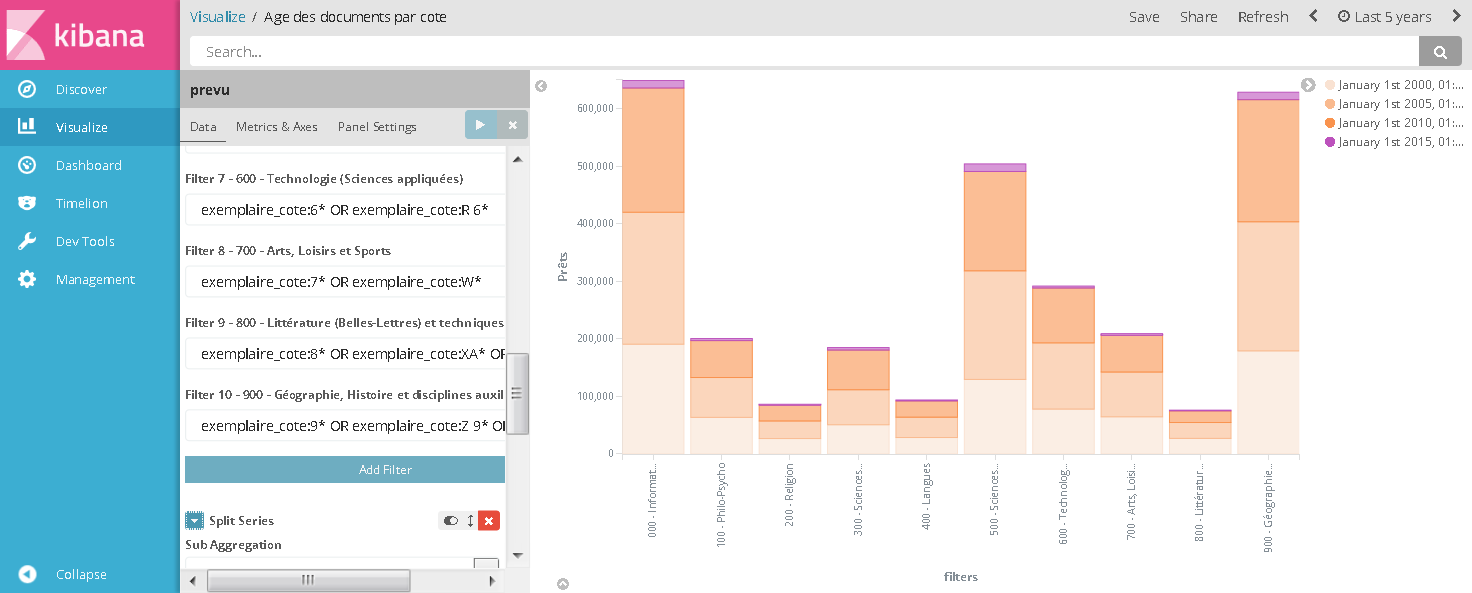 kibana
Discover
Visualize
Dashboard
Timelion
Dev Tools
Management
Collapse
Visualize / Age des documents par cote
Save Share Refresh Last 5 years
Search...
prevu
Data Metrics & Axes Panel Settings
Filter 7 - 600 - Technologie (Sciences appliquées)
exemplaire_cote:6* OR exemplaire_cote:R 6*
Filter 8 - 700 - Arts, Loisirs et Sports
exemplaire_cote:7* OR exemplaire_cote:W*
Filter 9 - 800 - Littérature (Belles-Lettres) et techniques
exemplaire_cote:8* OR exemplaire_cote:XA* OR
Filter 10 - 900 - Géographie, Histoire et disciplines auxil
exemplaire_cote:9* OR exemplaire_cote:Z 9* OR
Add Filter
Split Series
Sub Aggregation
Prêts
600,000
500,000
400,000
300,000
200,000
100,000
0
000 - Informat...
100 - Philo-Psycho
200 - Religion
300 - Sciences...
400 - Langues
500 - Sciences...
600 - Technolog...
700 - Arts, Loisi...
800 - Littératur...
900 - Géographie...
filters
January 1st 2000, 01:...
January 1st 2005, 01:...
January 1st 2010, 01:...
January 1st 2015, 01:...